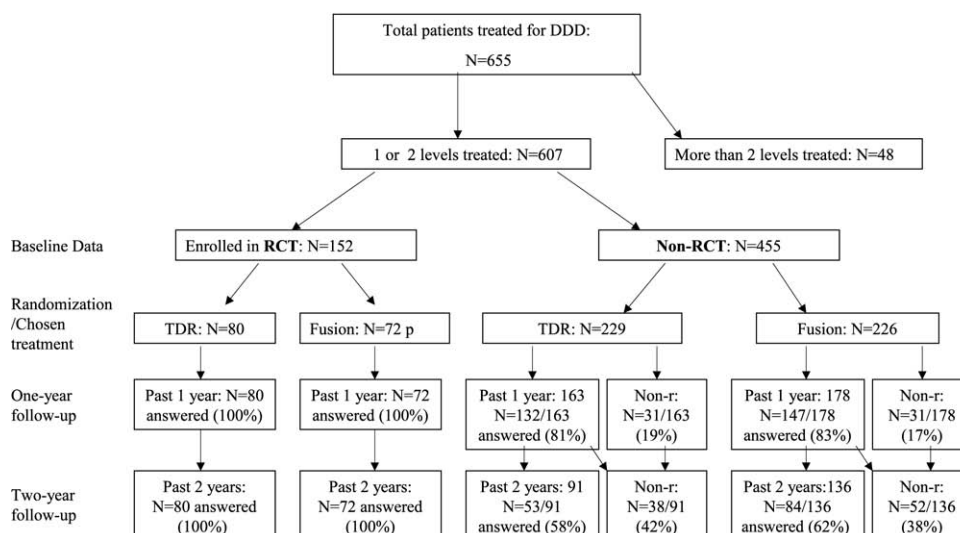 Total patients treated for DDD:
N=655
1 or 2 levels treated: N=607
More than 2 levels treated: N=48
Baseline Data
Enrolled in RCT: N=152
Non-RCT: N=455
Randomization
/Chosen
treatment
TDR: N=80
Fusion: N=72 p
TDR: N=229
Fusion: N=226
One-year
follow-up
Past 1 year: N=80
answered (100%)
Past 1 year: N=72
answered (100%)
Past 1 year: 163
N=132/163
answered (81%)
Non-r:
N=31/163
(19%)
Past 1 year: 178
N=147/178
answered (83%)
Non-r:
N=31/178
(17%)
Two-year
follow-up
Past 2 years:
N=80 answered
(100%)
Past 2 years:
N=72 answered
(100%)
Past 2 years: 91
N=53/91
answered (58%)
Non-r:
N=38/91
(42%)
Past 2 years:136
N=84/136
answered (62%)
Non-r:
N=52/136
(38%)